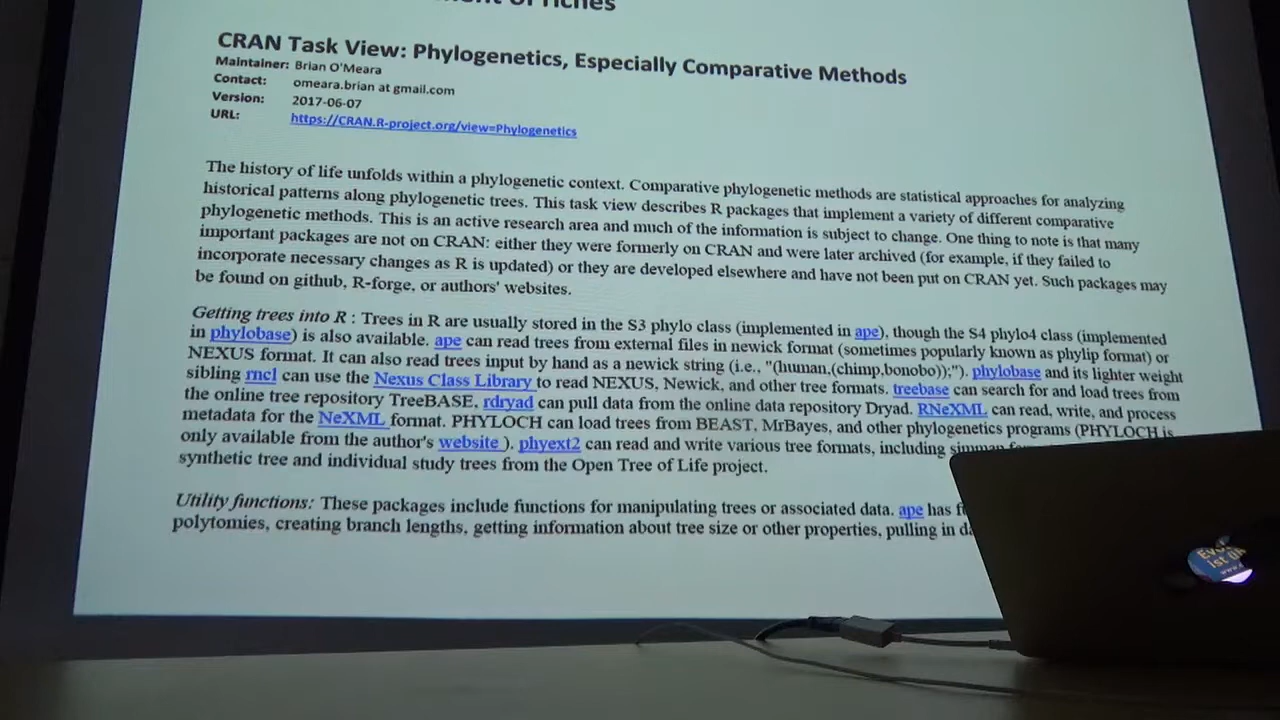 of riches
CRAN Task View: Phylogenetics, Especially Comparative Methods
Maintainer: Brian O'Meara
Contact: omeara.brian at gmail.com
Version: 2017-06-07
URL: https://CRAN.R-project.org/view=Phylogenetics
The history of life unfolds within a phylogenetic context. Comparative phylogenetic methods are statistical approaches for analyzing
historical patterns along phylogenetic trees. This task view describes R packages that implement a variety of different comparative
phylogenetic methods. This is an active research area and much of the information is subject to change. One thing to note is that many
important packages are not on CRAN: either they were formerly on CRAN and were later archived (for example, if they failed to
incorporate necessary changes as R is updated) or they are developed elsewhere and have not been put on CRAN yet. Such packages may
be found on github, R-forge, or authors' websites.
Getting trees into R : Trees in R are usually stored in the S3 phylo class (implemented in ape), though the S4 phylo4 class (implemented
in phylobase) is also available. ape can read trees from external files in newick format (sometimes popularly known as phylip format) or
NEXUS format. It can also read trees input by hand as a newick string (i.e., "(human,(chimp,bonobo));"). phylobase and its lighter weight
sibling rncl can use the Nexus Class Library to read NEXUS, Newick, and other tree formats. treebase can search for and load trees from
the online tree repository TreeBASE, rdryad can pull data from the online data repository Dryad. RNeXML can read, write, and process
metadata for the NeXML format. PHYLOCH can load trees from BEAST, MrBayes, and other phylogenetics programs (PHYLOCH is
only available from the author's website ). phyext2 can read and write various tree formats, including simmap
synthetic tree and individual study trees from the Open Tree of Life project.
Utility functions: These packages include functions for manipulating trees or associated data. ape has
polytomies, creating branch lengths, getting information about tree size or other properties, pulling in